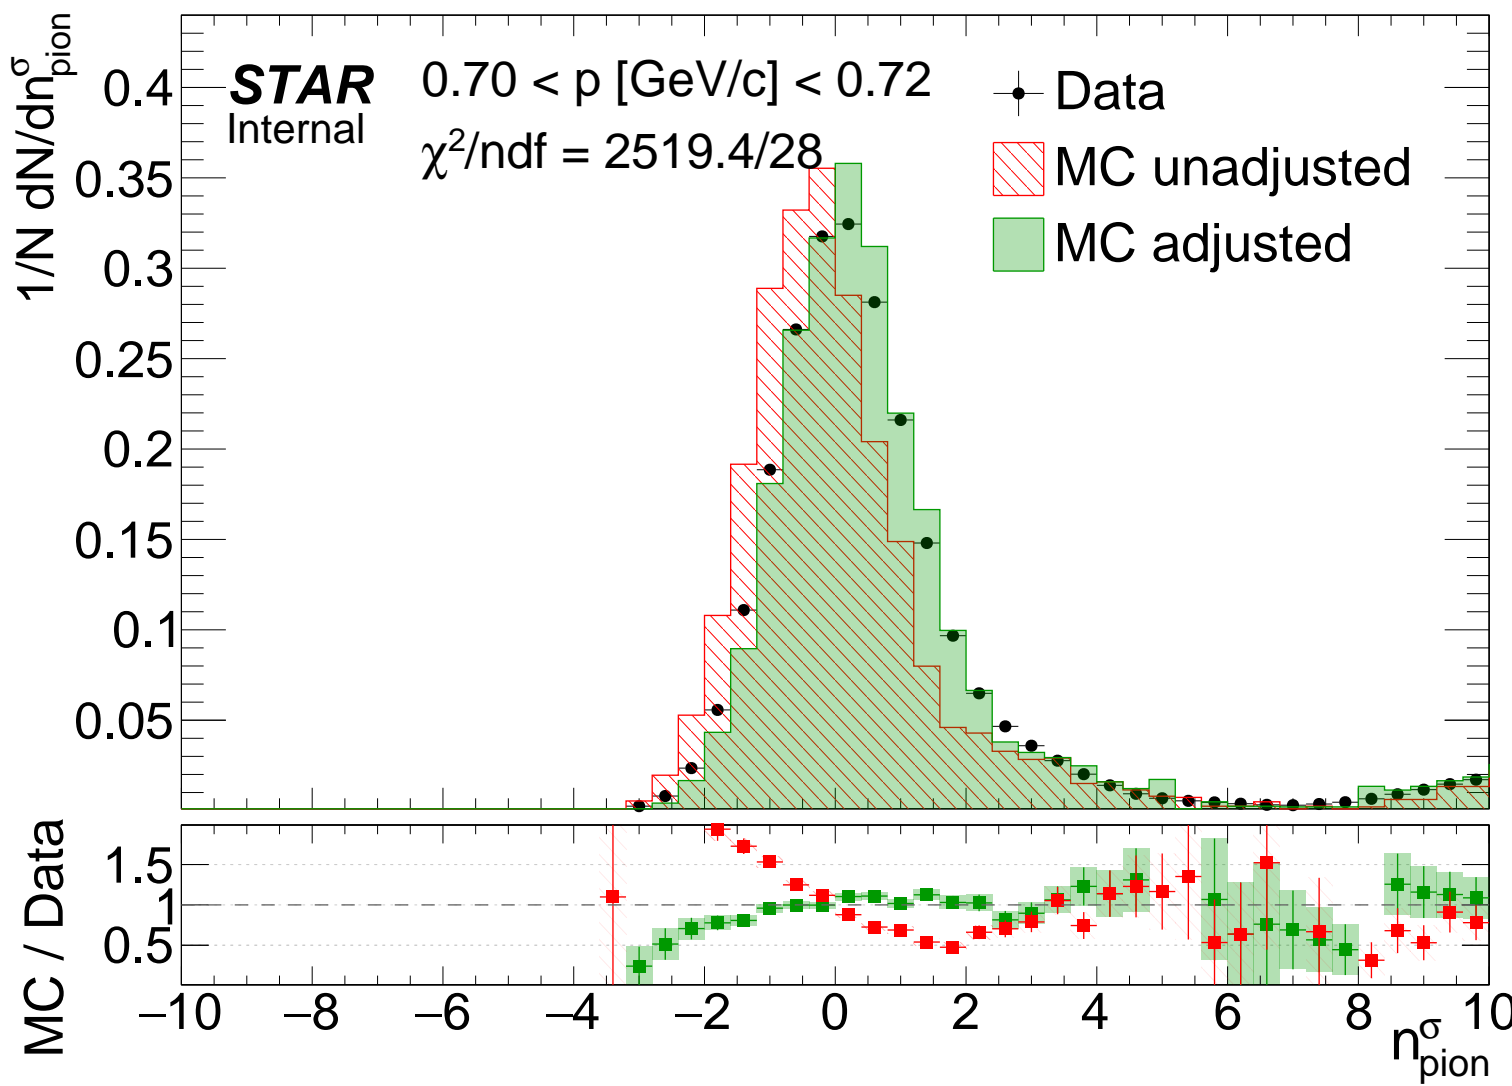 1/N dN/dn^σ_pion
STAR
Internal
0.70 < p [GeV/c] < 0.72
χ²/ndf = 2519.4/28
Data
MC unadjusted
MC adjusted
0.4
0.35
0.3
0.25
0.2
0.15
0.1
0.05
MC / Data
1.5
1
0.5
−10 −8 −6 −4 −2 0 2 4 6 8 10
n^σ_pion